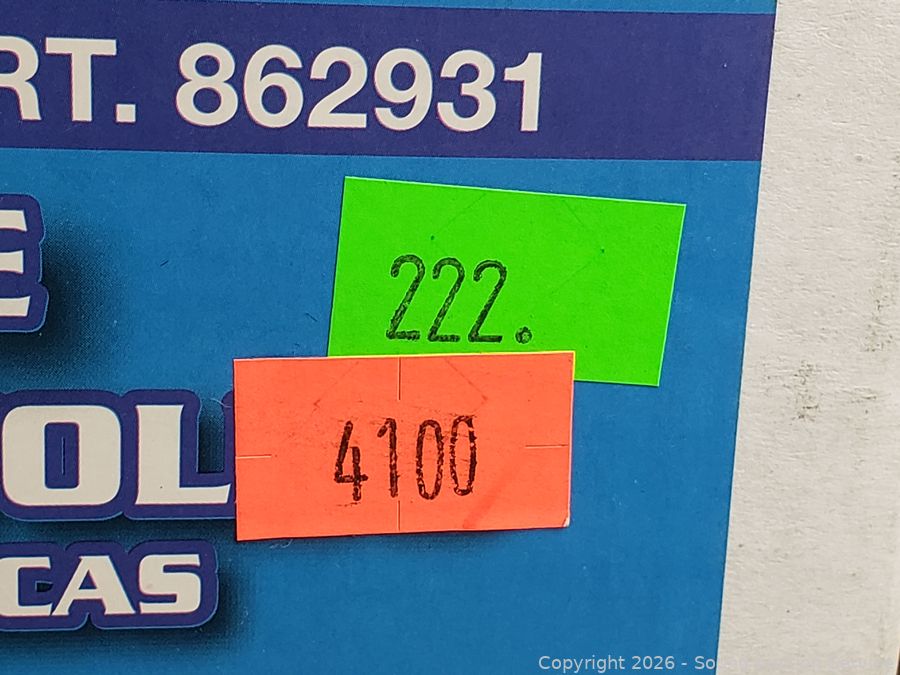 RT. 862931
E
222.
4100
OL
CAS
Copyright 2026 -